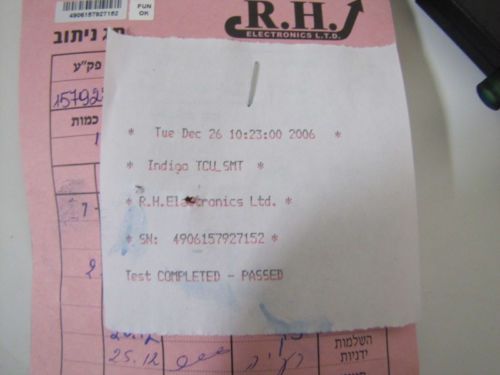 4906157927152
FUN
OK
R.H.
ELECTRONICS L.T.D.
תג ניתוב
פק"ע
כמות
* Tue Dec 26 10:23:00 2006 *
* Indigo TCU_SMT *
* R.H.Electronics Ltd. *
* SN: 4906157927152 *
Test COMPLETED - PASSED
השלמות
ידניות
25.12